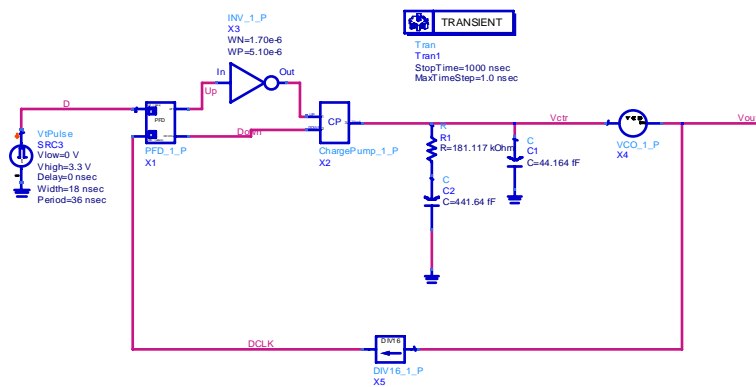 INV_1_P
X3
WN=1.70e-6
WP=5.10e-6
In
Out
Up
TRANSIENT
Tran
Tran1
StopTime=1000 nsec
MaxTimeStep=1.0 nsec
D
VtPulse
SRC3
Vlow=0 V
Vhigh=3.3 V
Delay=0 nsec
Width=18 nsec
Period=36 nsec
PFD
PFD_1_P
X1
Down
CP
ChargePump_1_P
X2
R
R1
R=181.117 kOhm
C
C2
C=441.64 fF
C
C1
C=44.164 fF
Vctr
VCO_1_P
X4
Vou
DCLK
DIV16
DIV16_1_P
X5